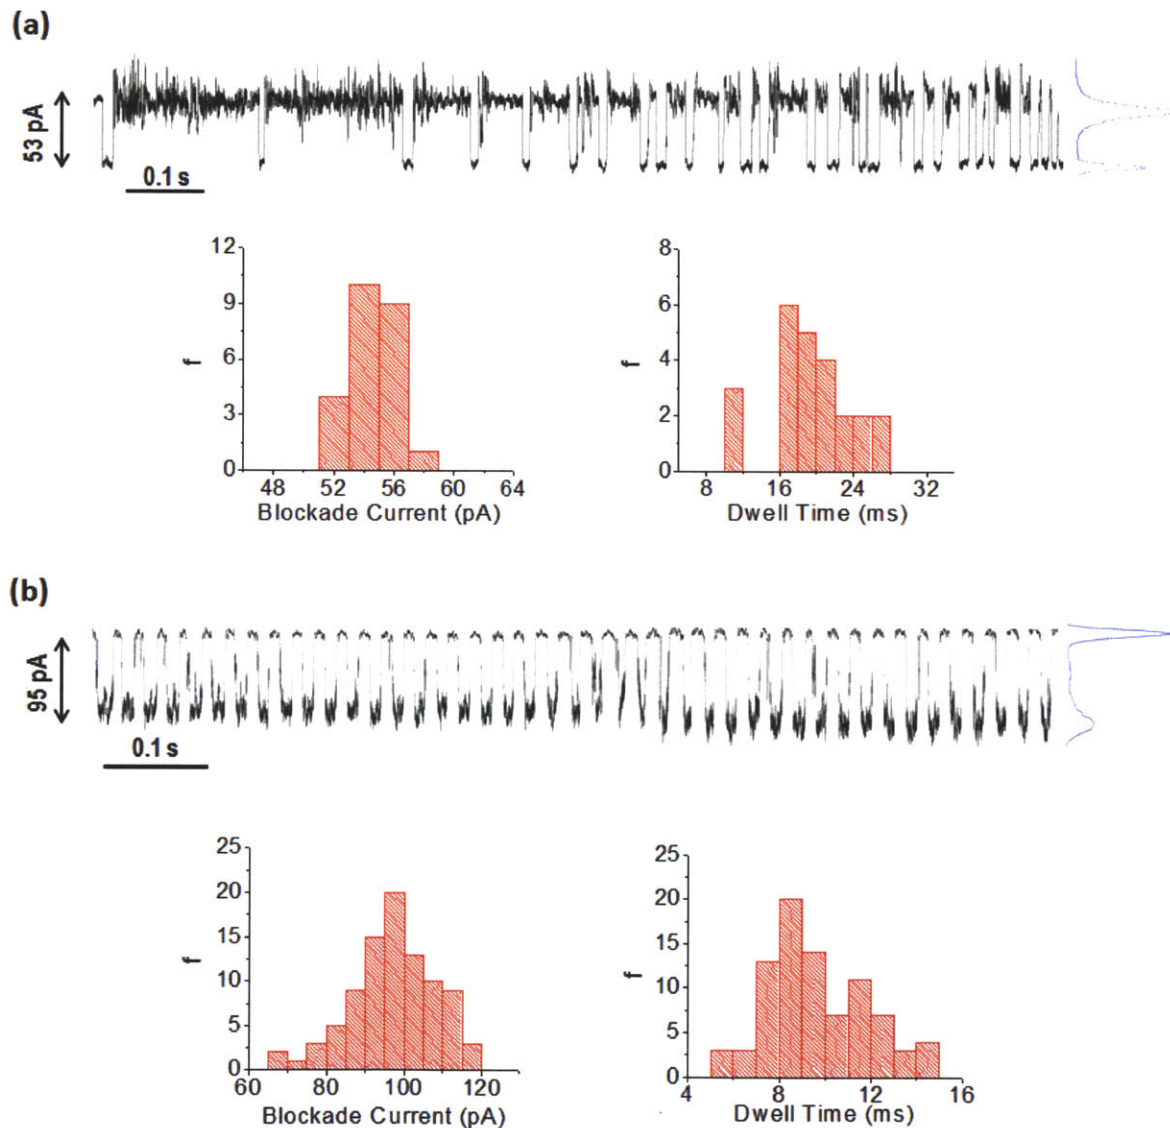 (a)
53 pA
0.1 s
12
9
6
3
0
f
48 52 56 60 64
Blockade Current (pA)
8
6
4
2
0
f
8 16 24 32
Dwell Time (ms)
(b)
95 pA
0.1 s
25
20
15
10
5
0
f
60 80 100 120
Blockade Current (pA)
25
20
15
10
5
0
f
4 8 12 16
Dwell Time (ms)